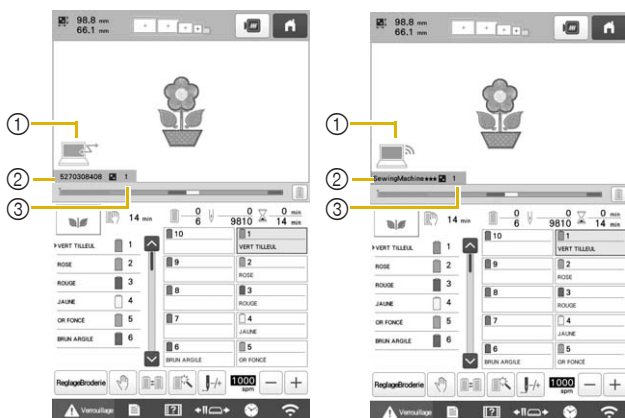 98.8 mm
66.1 mm
①
②
5270308408 1
③
14 min
0
6
0
9810
0 min
14 min
VERT TILLEUL 1
ROSE 2
ROUGE 3
JAUNE 4
OR FONCÉ 5
BRUN ARGILE 6
10
1
VERT TILLEUL
9
2
ROSE
8
3
ROUGE
7
4
JAUNE
6
BRUN ARGILE
5
OR FONCÉ
ReglageBroderie
1000
spm
Verrouillage
98.8 mm
66.1 mm
①
②
SewingMachine★★★ 1
③
14 min
0
6
0
9810
0 min
14 min
VERT TILLEUL 1
ROSE 2
ROUGE 3
JAUNE 4
OR FONCÉ 5
BRUN ARGILE 6
10
1
VERT TILLEUL
9
2
ROSE
8
3
ROUGE
7
4
JAUNE
6
BRUN ARGILE
5
OR FONCÉ
ReglageBroderie
1000
spm
Verrouillage